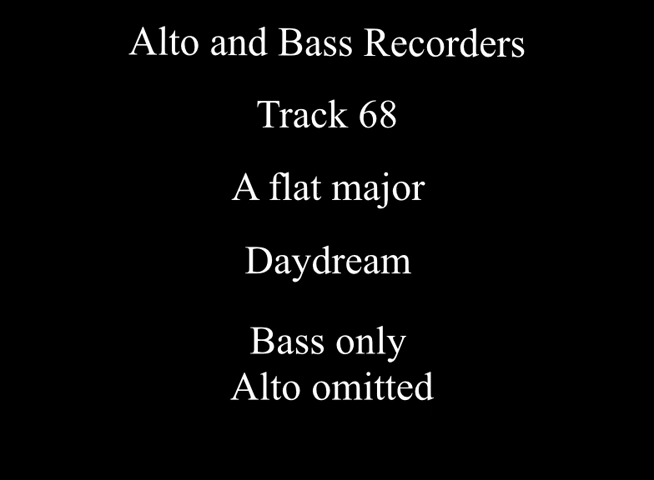 Alto and Bass Recorders
Track 68
A flat major
Daydream
Bass only
Alto omitted